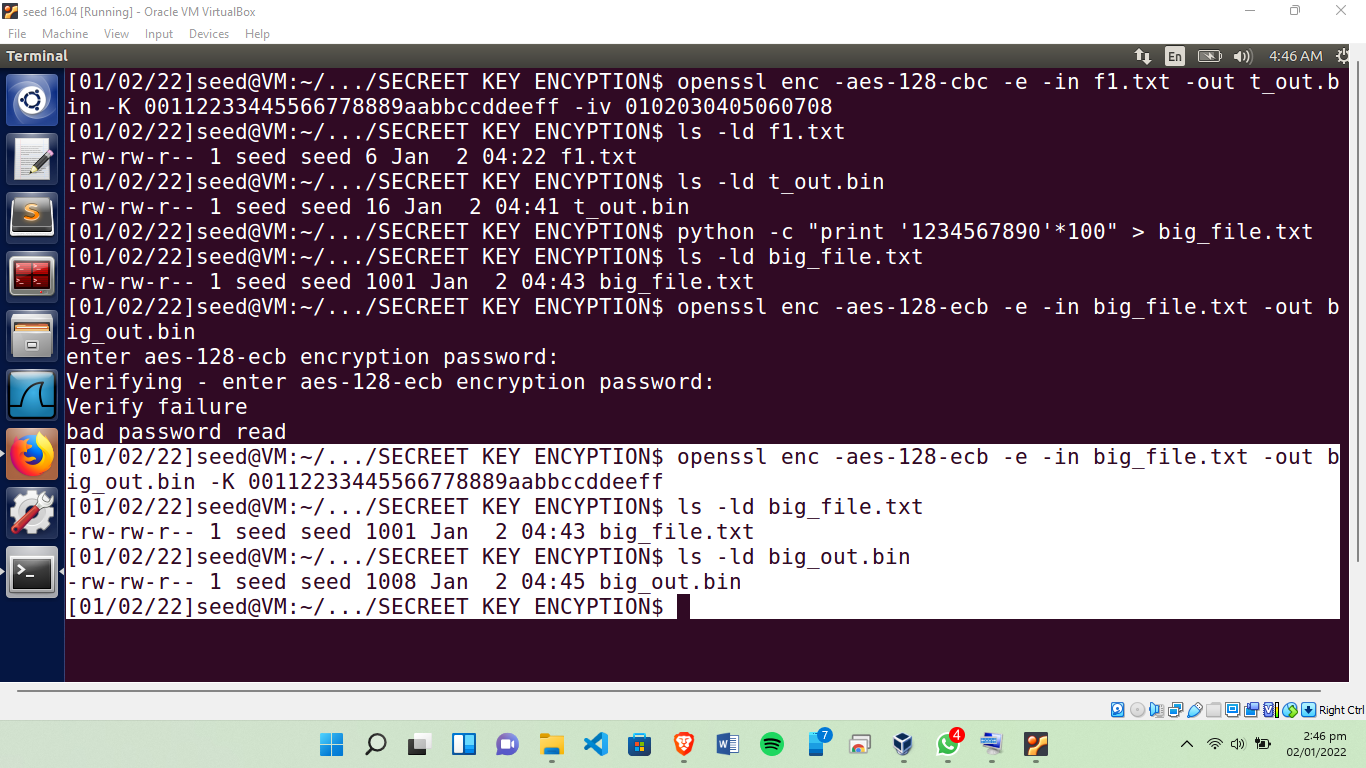 seed 16.04 [Running] - Oracle VM VirtualBox
File Machine View Input Devices Help
Terminal En 4:46 AM
[01/02/22]seed@VM:~/.../SECREET KEY ENCYPTION$ openssl enc -aes-128-cbc -e -in f1.txt -out t_out.b
in -K 00112233445566778889aabbccddeeff -iv 0102030405060708
[01/02/22]seed@VM:~/.../SECREET KEY ENCYPTION$ ls -ld f1.txt
-rw-rw-r-- 1 seed seed 6 Jan  2 04:22 f1.txt
[01/02/22]seed@VM:~/.../SECREET KEY ENCYPTION$ ls -ld t_out.bin
-rw-rw-r-- 1 seed seed 16 Jan  2 04:41 t_out.bin
[01/02/22]seed@VM:~/.../SECREET KEY ENCYPTION$ python -c "print '1234567890'*100" > big_file.txt
[01/02/22]seed@VM:~/.../SECREET KEY ENCYPTION$ ls -ld big_file.txt
-rw-rw-r-- 1 seed seed 1001 Jan  2 04:43 big_file.txt
[01/02/22]seed@VM:~/.../SECREET KEY ENCYPTION$ openssl enc -aes-128-ecb -e -in big_file.txt -out b
ig_out.bin
enter aes-128-ecb encryption password:
Verifying - enter aes-128-ecb encryption password:
Verify failure
bad password read
[01/02/22]seed@VM:~/.../SECREET KEY ENCYPTION$ openssl enc -aes-128-ecb -e -in big_file.txt -out b
ig_out.bin -K 00112233445566778889aabbccddeeff
[01/02/22]seed@VM:~/.../SECREET KEY ENCYPTION$ ls -ld big_file.txt
-rw-rw-r-- 1 seed seed 1001 Jan  2 04:43 big_file.txt
[01/02/22]seed@VM:~/.../SECREET KEY ENCYPTION$ ls -ld big_out.bin
-rw-rw-r-- 1 seed seed 1008 Jan  2 04:45 big_out.bin
[01/02/22]seed@VM:~/.../SECREET KEY ENCYPTION$
Right Ctrl
7 4
2:46 pm
02/01/2022